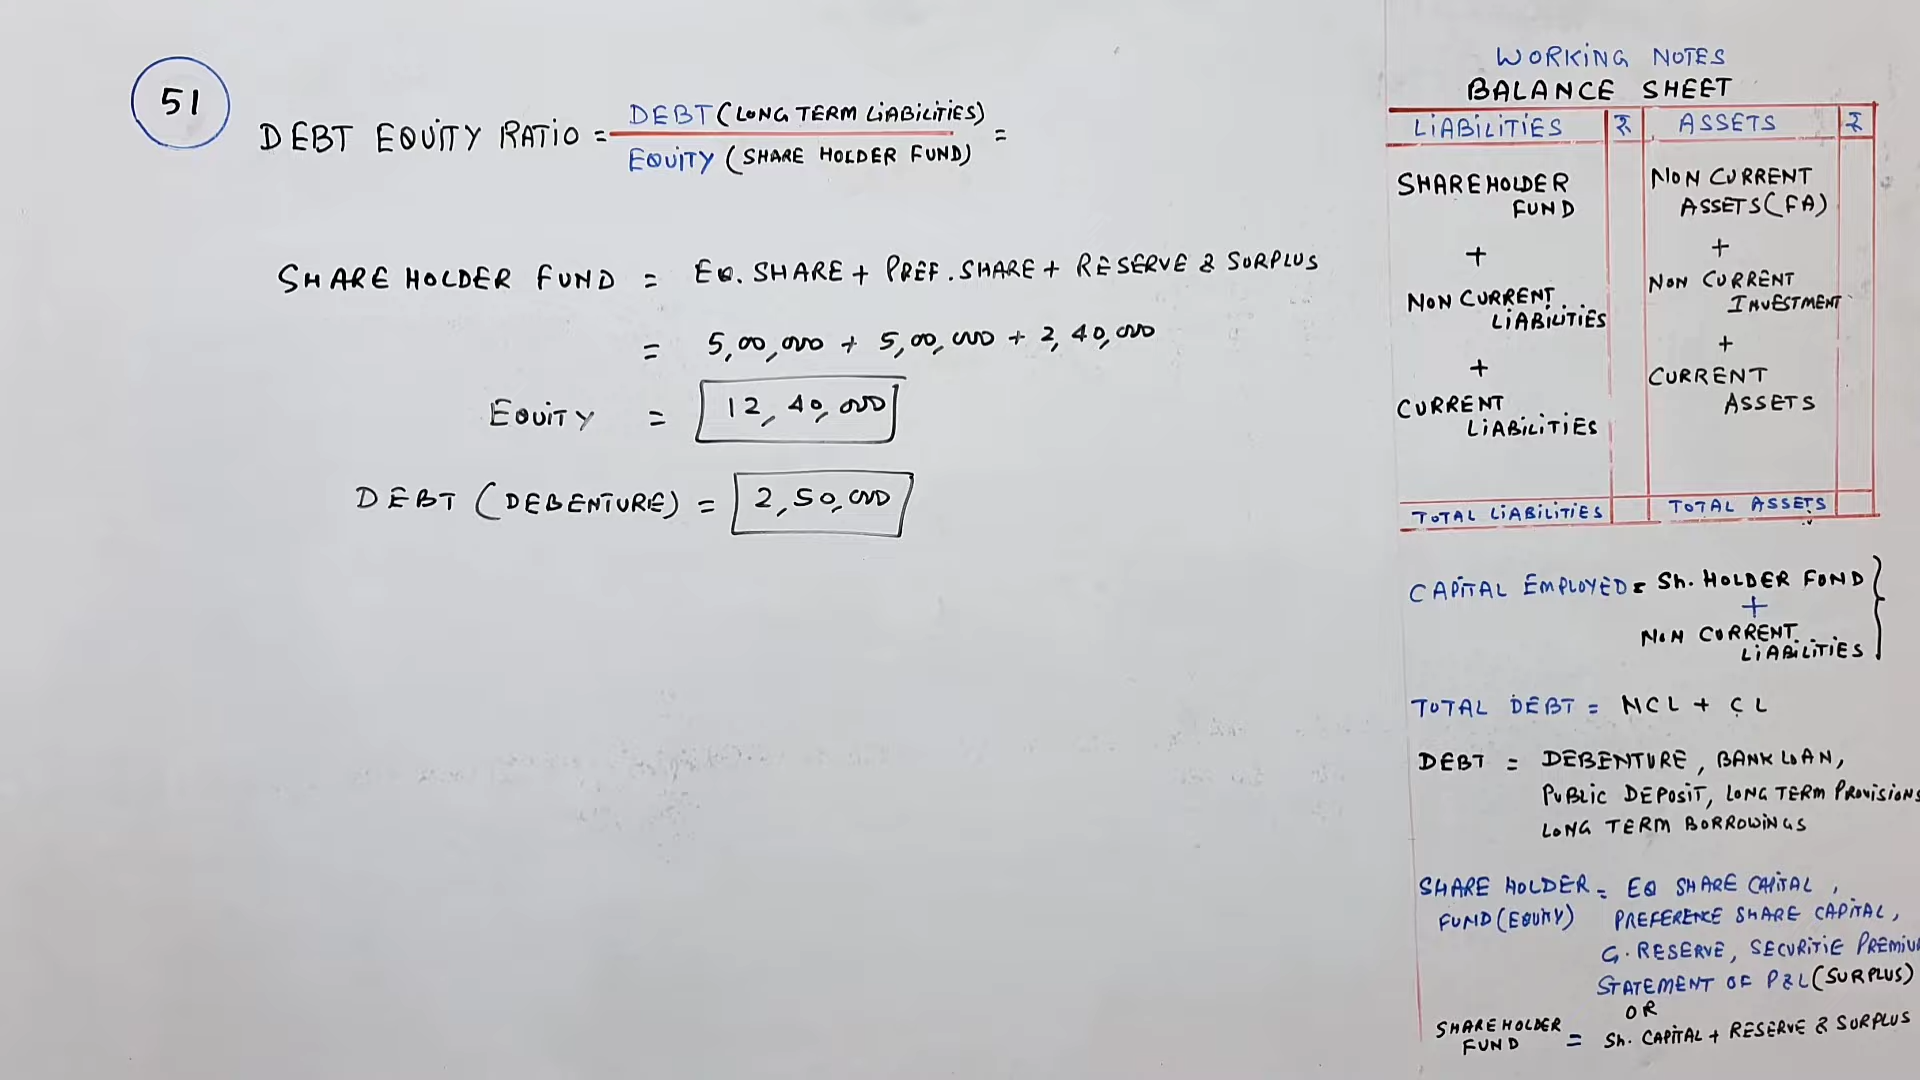 51
DEBT EQUITY RATIO = DEBT (LONG TERM LIABILITIES) =
EQUITY (SHARE HOLDER FUND)
SHARE HOLDER FUND = EQ. SHARE + PREF. SHARE + RESERVE & SURPLUS
= 5,00,000 + 5,00,000 + 2,40,000
EQUITY = 12,40,000
DEBT (DEBENTURE) = 2,50,000
WORKING NOTES
BALANCE SHEET
LIABILITIES ₹ ASSETS ₹
SHAREHOLDER
FUND
+
NON CURRENT
LIABILITIES
+
CURRENT
LIABILITIES
TOTAL LIABILITIES
NON CURRENT
ASSETS (FA)
+
NON CURRENT
INVESTMENT
+
CURRENT
ASSETS
TOTAL ASSETS
CAPITAL EMPLOYED = Sh. HOLDER FUND
+
NON CURRENT
LIABILITIES
TOTAL DEBT = NCL + CL
DEBT = DEBENTURE, BANK LOAN,
PUBLIC DEPOSIT, LONG TERM PROVISIONS
LONG TERM BORROWINGS
SHARE HOLDER = EQ SHARE CAPITAL,
FUND (EQUITY) PREFERENCE SHARE CAPITAL,
G. RESERVE, SECURITIE PREMIU
STATEMENT OF P&L (SURPLUS)
OR
SHAREHOLDER
FUND = Sh. CAPITAL + RESERVE & SURPLUS